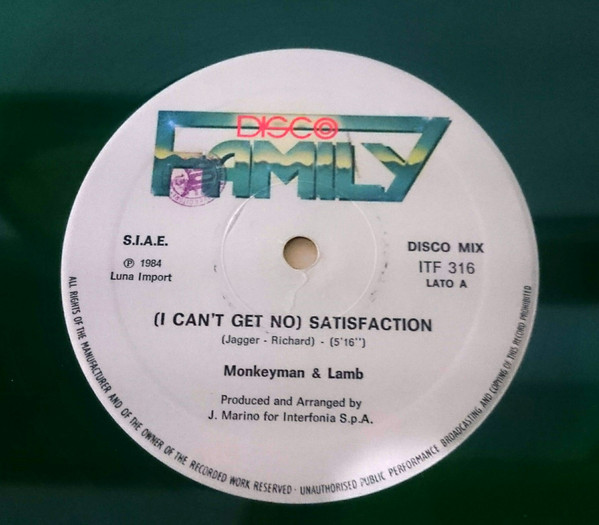 DISCO
FAMILY
S.I.A.E.
℗ 1984
Luna Import
DISCO MIX
ITF 316
LATO A
(I CAN'T GET NO) SATISFACTION
(Jagger - Richard) - (5'16'')
Monkeyman & Lamb
Produced and Arranged by
J. Marino for Interfonia S.p.A.
ALL RIGHTS OF THE MANUFACTURER AND OF THE OWNER OF THE RECORDED WORK RESERVED · UNAUTHORISED PUBLIC PERFORMANCE BROADCASTING AND COPYING OF THIS RECORD PROHIBITED